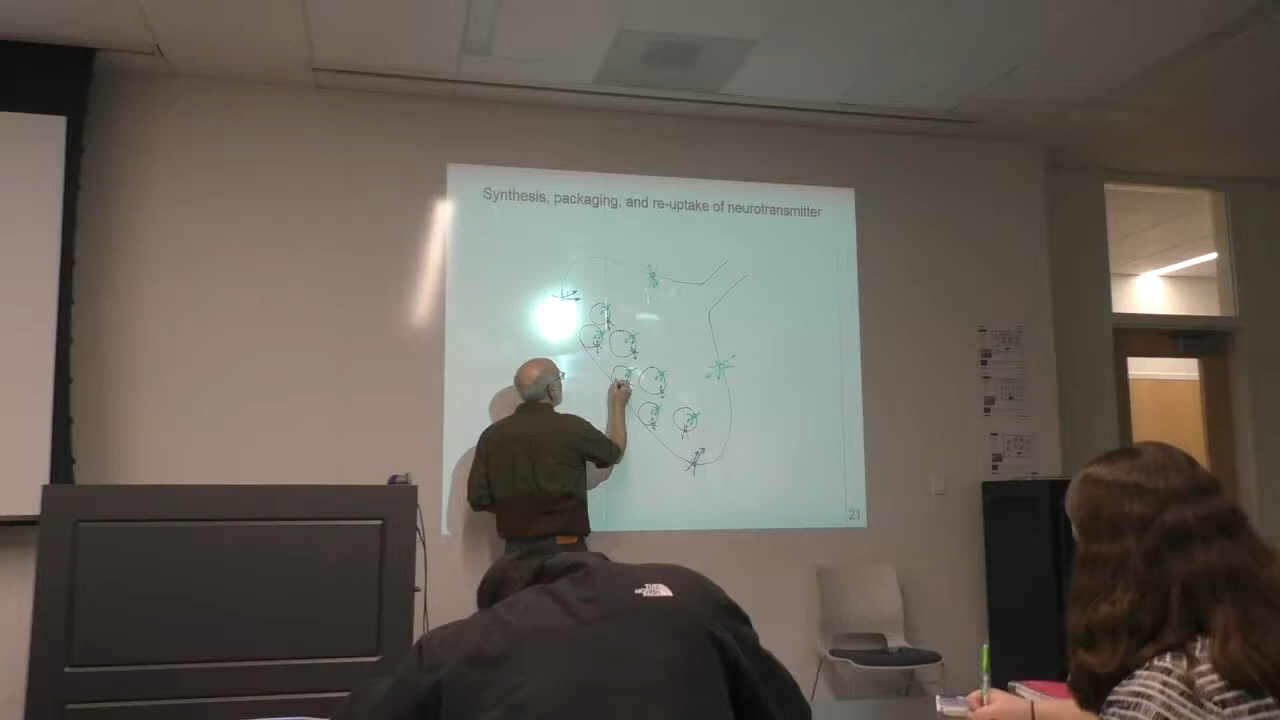 Synthesis, packaging, and re-uptake of neurotransmitter
21
THE
NORTH
FACE